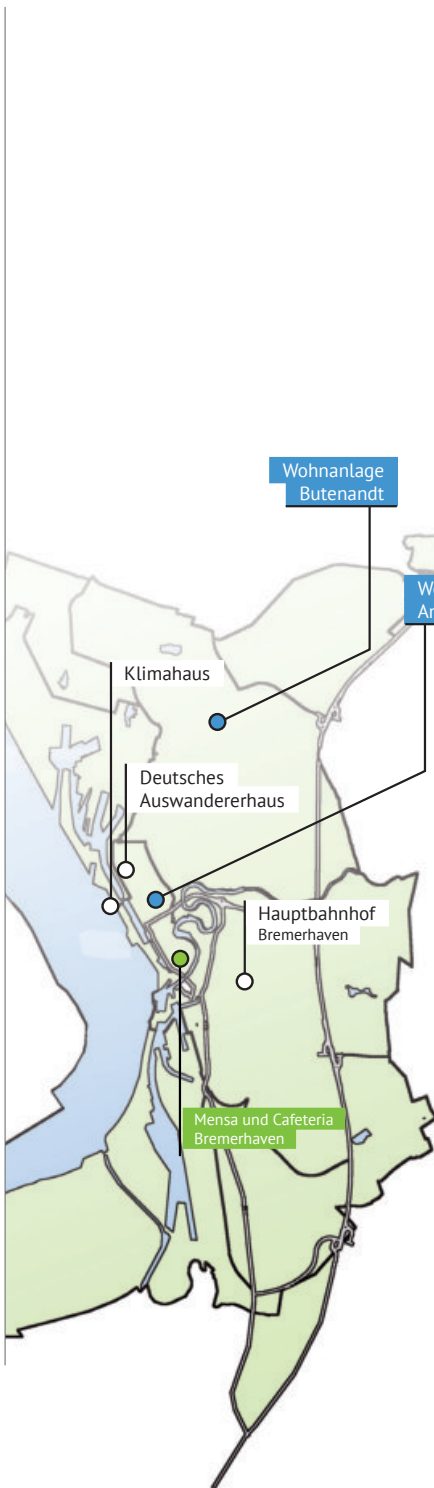 Wohnanlage
Butenandt
Klimahaus
Deutsches
Auswandererhaus
Hauptbahnhof
Bremerhaven
Mensa und Cafeteria
Bremerhaven